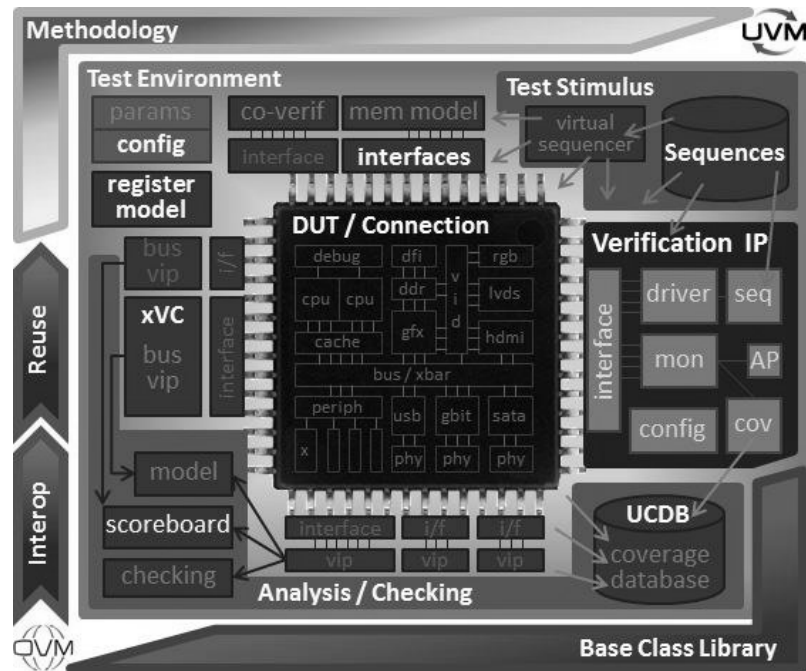 Methodology
UVM
Test Environment
params
config
register
model
co-verif
mem model
interface
interfaces
Test Stimulus
virtual
sequencer
Sequences
bus
vip
i/f
xVC
bus
vip
interface
DUT / Connection
debug
dfi
vid
rgb
cpu
cpu
ddr
lvds
gfx
cache
hdmi
bus / xbar
periph
usb
gbit
sata
x
phy
phy
phy
Verification IP
interface
driver
seq
mon
AP
config
cov
model
scoreboard
checking
interface
i/f
i/f
vip
vip
vip
Analysis / Checking
UCDB
coverage
database
Reuse
Interop
OVM
Base Class Library